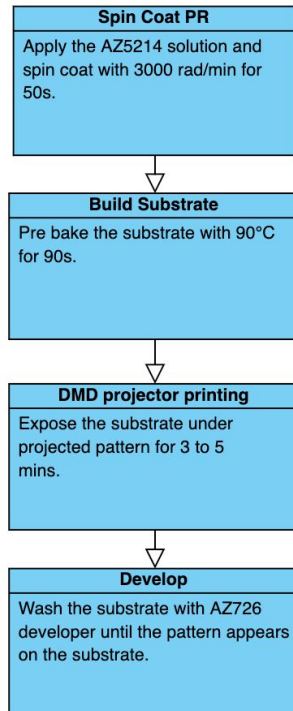 Spin Coat PR
Apply the AZ5214 solution and
spin coat with 3000 rad/min for
50s.
Build Substrate
Pre bake the substrate with 90°C
for 90s.
DMD projector printing
Expose the substrate under
projected pattern for 3 to 5
mins.
Develop
Wash the substrate with AZ726
developer until the pattern appears
on the substrate.